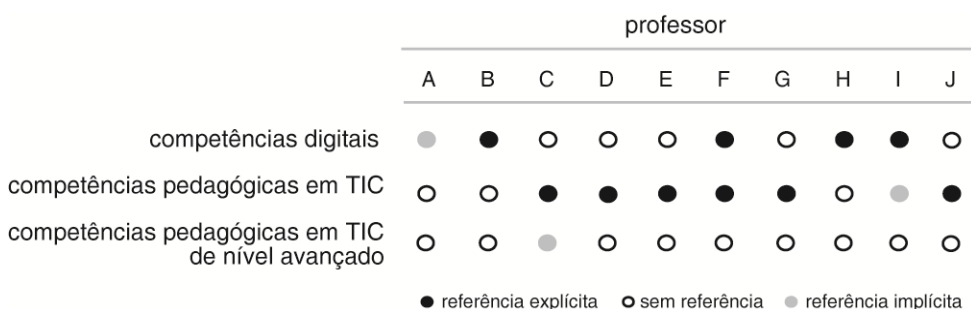 professor
A B C D E F G H I J
competências digitais
competências pedagógicas em TIC
competências pedagógicas em TIC
de nível avançado
referência explícita sem referência referência implícita